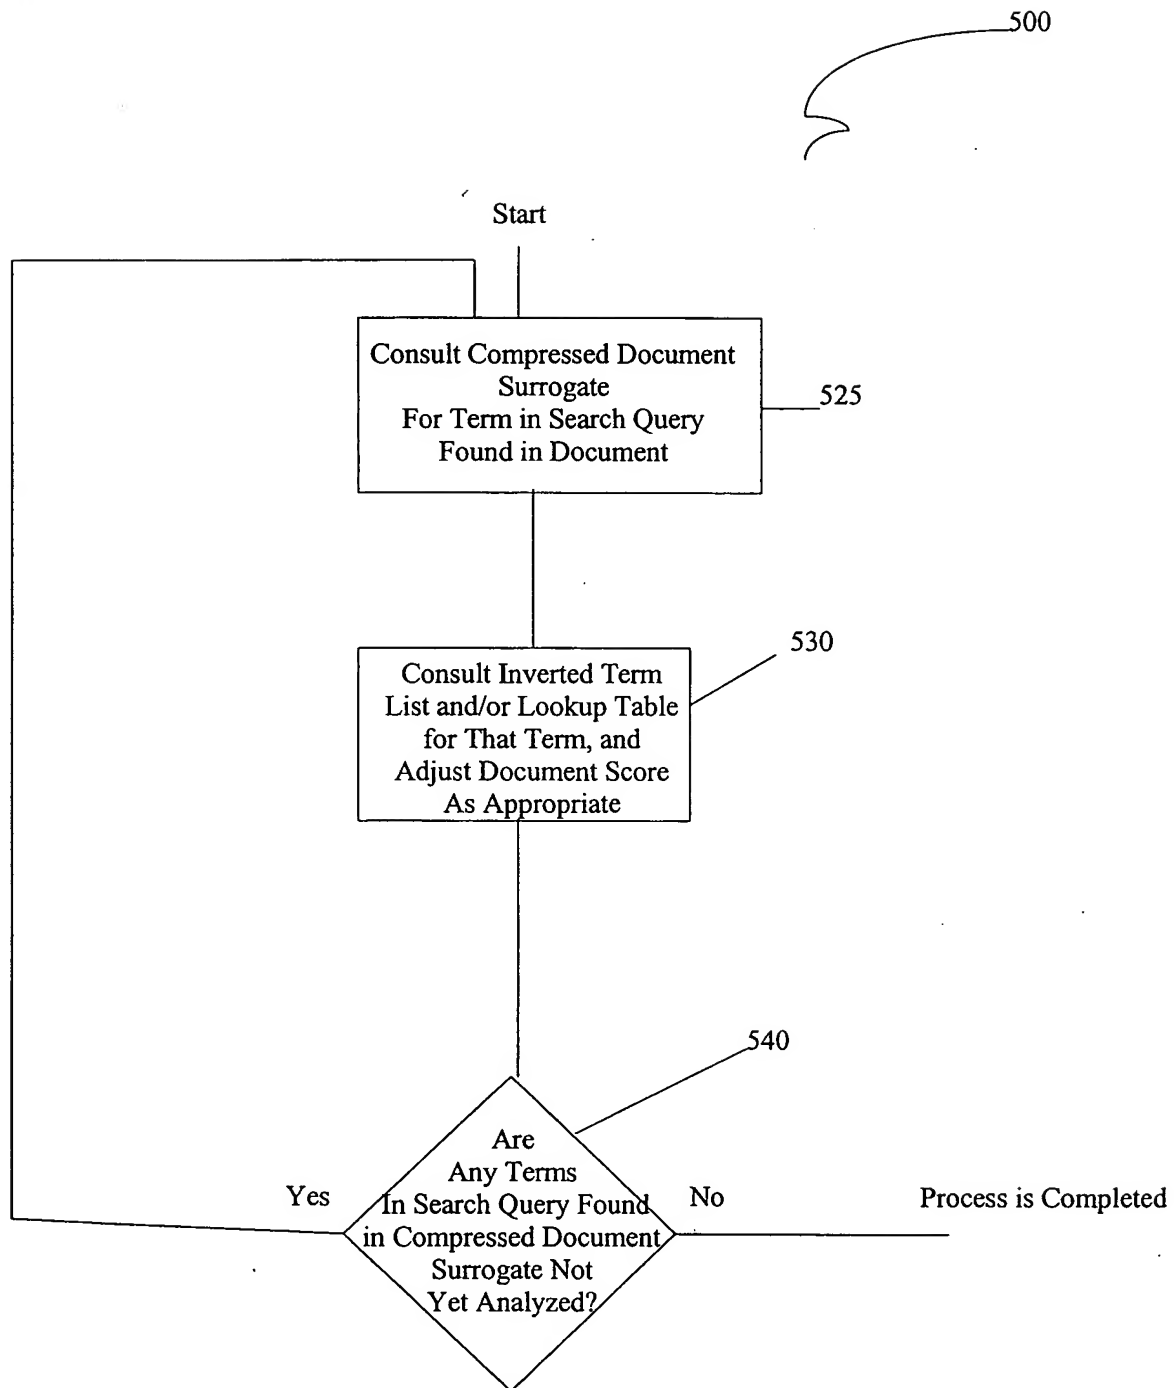 500
Start
Consult Compressed Document
Surrogate
For Term in Search Query
Found in Document
525
530
Consult Inverted Term
List and/or Lookup Table
for That Term, and
Adjust Document Score
As Appropriate
540
Are
Any Terms
In Search Query Found
in Compressed Document
Surrogate Not
Yet Analyzed?
Yes
No
Process is Completed